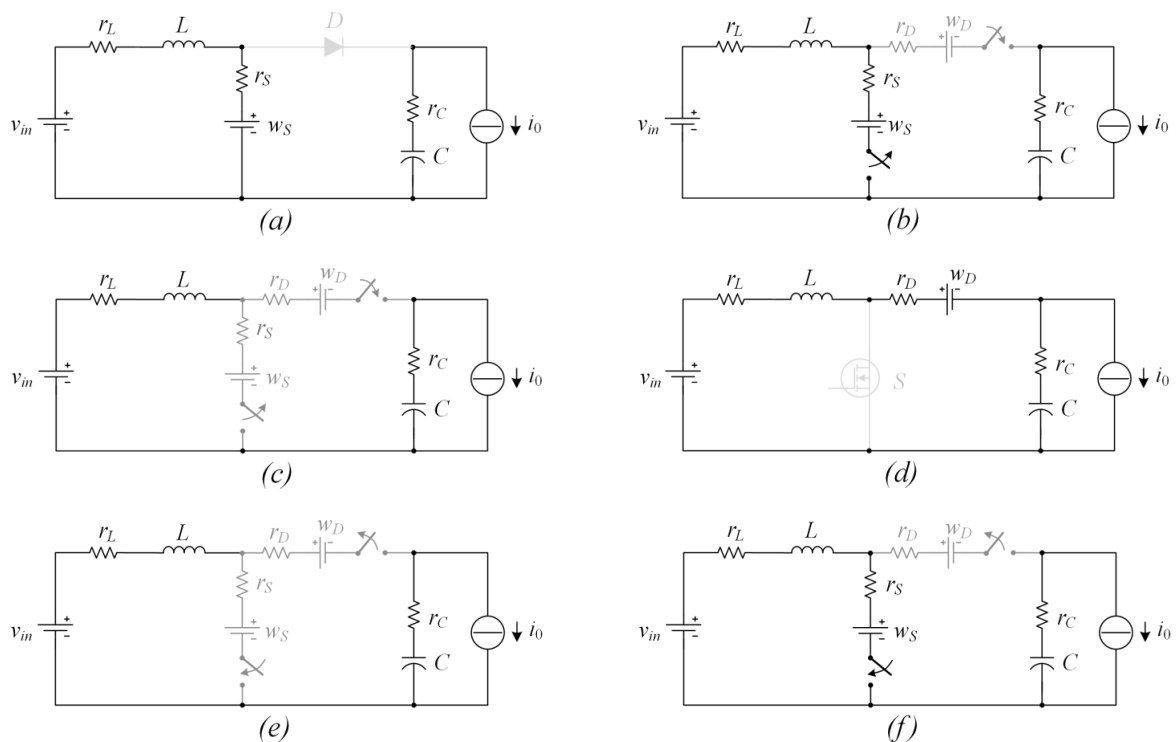 r_L L D
r_S
v_in + - + - w_S r_C C i_0
(a)
r_L L r_D w_D + -
r_S
v_in + - + - w_S r_C C i_0
(b)
r_L L r_D w_D + -
r_S
v_in + - + - w_S r_C C i_0
(c)
r_L L r_D w_D + -
v_in + - S r_C C i_0
(d)
r_L L r_D w_D + -
r_S
v_in + - + - w_S r_C C i_0
(e)
r_L L r_D w_D + -
r_S
v_in + - + - w_S r_C C i_0
(f)